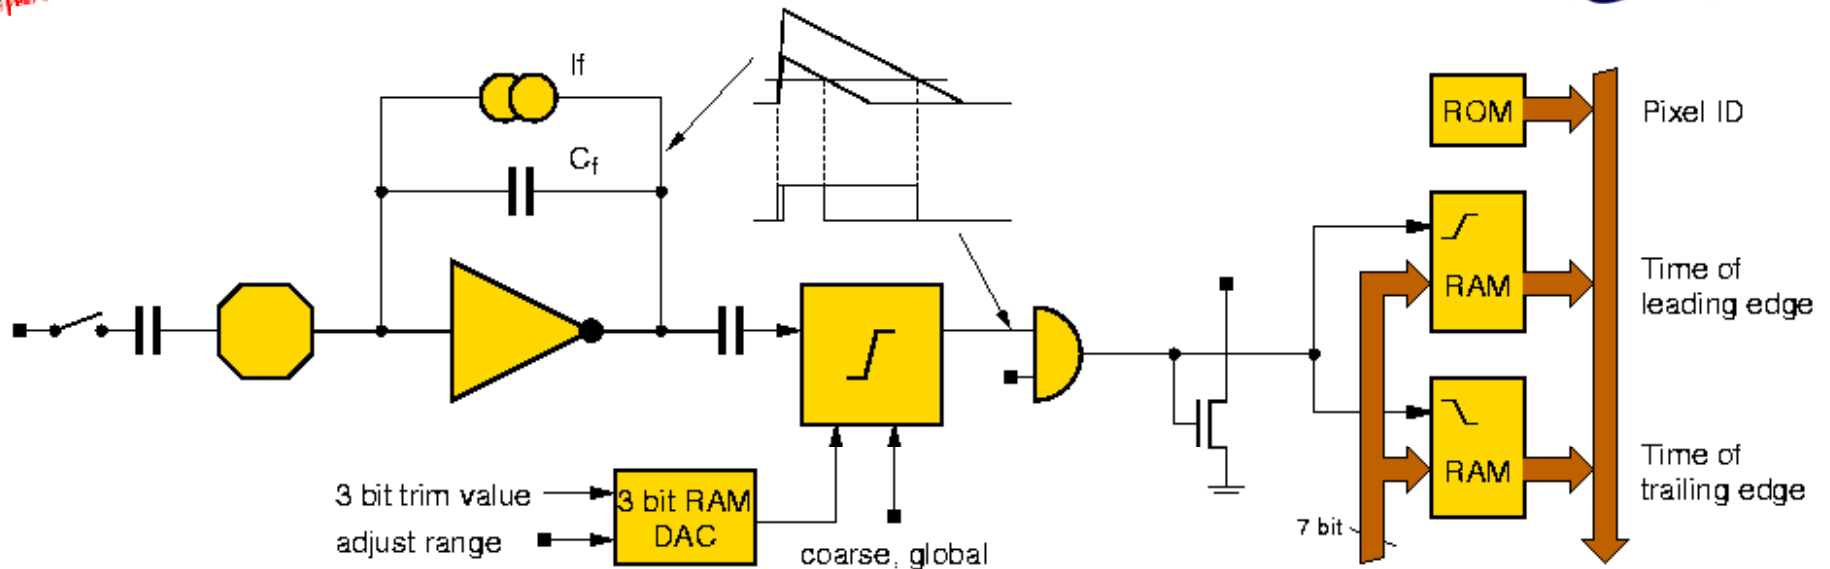 If
Cf
ROM
Pixel ID
RAM
Time of
leading edge
3 bit trim value
adjust range
3 bit RAM
DAC
coarse, global
7 bit
RAM
Time of
trailing edge